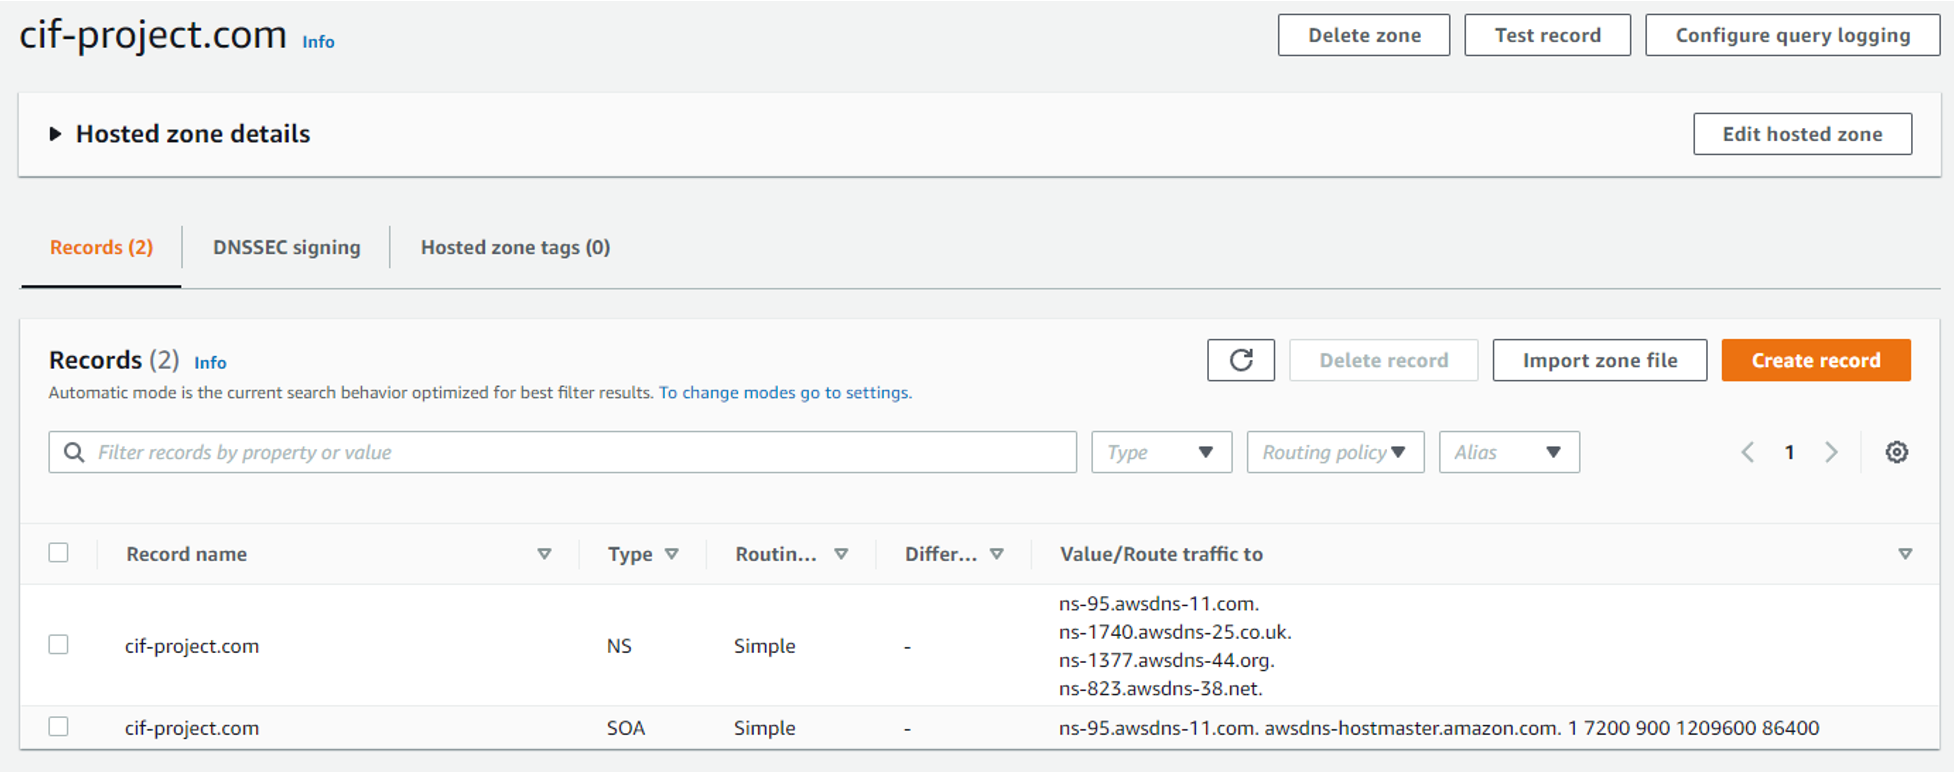 cif-project.com Info
Delete zone Test record Configure query logging
Hosted zone details
Edit hosted zone
Records (2) DNSSEC signing Hosted zone tags (0)
Records (2) Info
Delete record Import zone file Create record
Automatic mode is the current search behavior optimized for best filter results. To change modes go to settings.
Filter records by property or value Type Routing policy Alias 1
Record name Type Routin... Differ... Value/Route traffic to
cif-project.com NS Simple - ns-95.awsdns-11.com.
ns-1740.awsdns-25.co.uk.
ns-1377.awsdns-44.org.
ns-823.awsdns-38.net.
cif-project.com SOA Simple - ns-95.awsdns-11.com. awsdns-hostmaster.amazon.com. 1 7200 900 1209600 86400